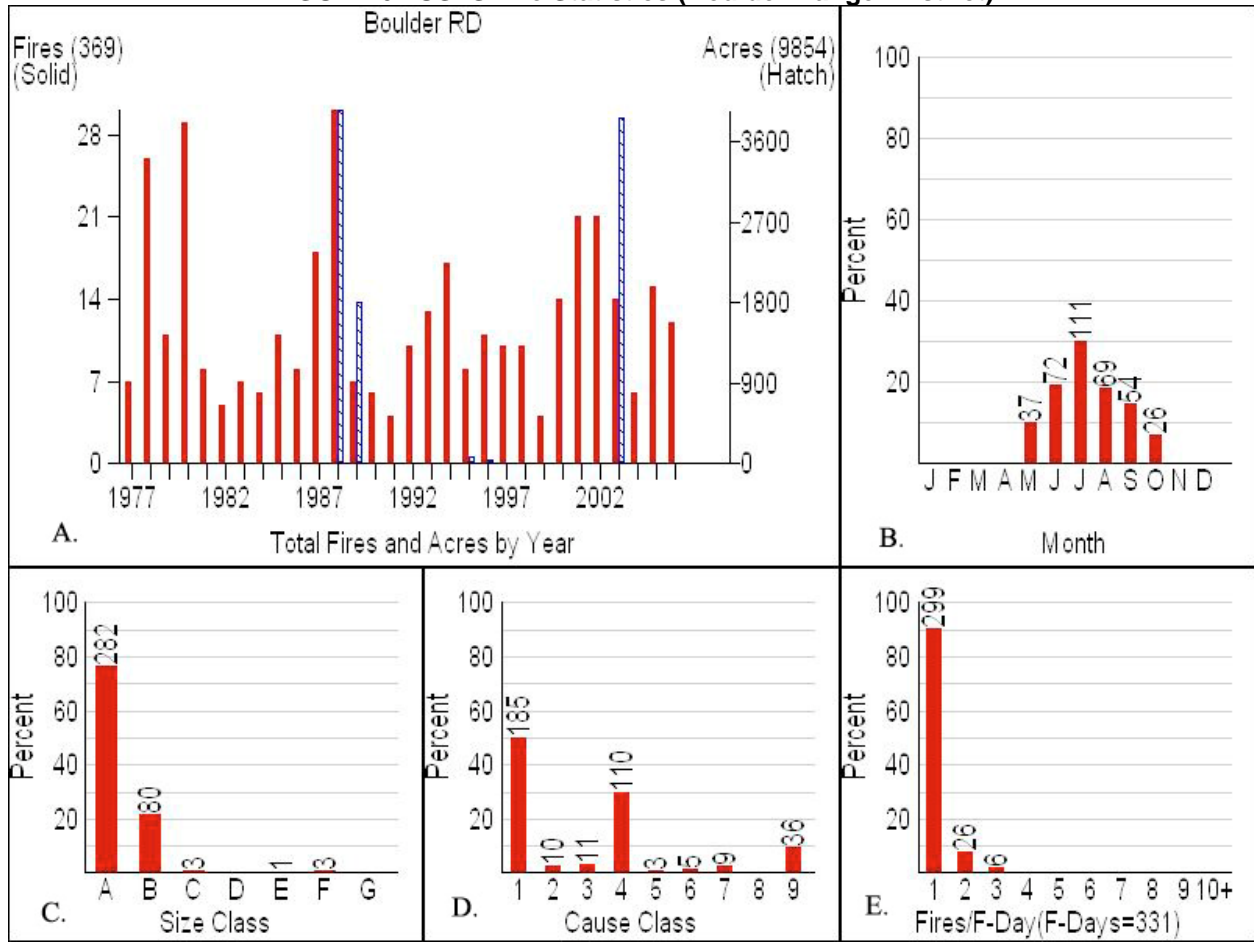 Boulder RD
Fires (369)
(Solid)
Acres (9854)
(Hatch)
28
21
14
7
0
3600
2700
1800
900
0
1977 1982 1987 1992 1997 2002
A.
Total Fires and Acres by Year
100
80
60
40
20
Percent
37 72 111 69 54 26
J F M A M J J A S O N D
B.
Month
100
80
60
40
20
Percent
282 80 3 1 3
A B C D E F G
C.
Size Class
100
80
60
40
20
Percent
185 10 11 110 3 5 9 36
1 2 3 4 5 6 7 8 9
D.
Cause Class
100
80
60
40
20
Percent
299 26 6
1 2 3 4 5 6 7 8 9 10+
E.
Fires/F-Day(F-Days=331)